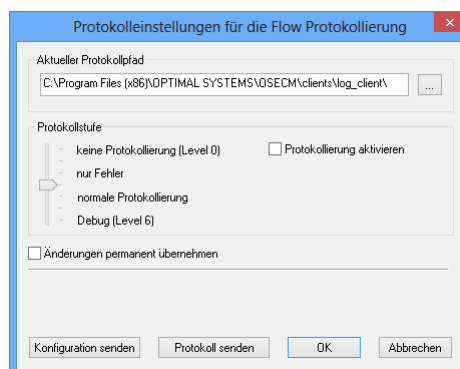 Protokolleinstellungen für die Flow Protokollierung
Aktueller Protokollpfad
C:\Program Files (x86)\OPTIMAL SYSTEMS\OSECM\clients\log_client\
...
Protokollstufe
keine Protokollierung (Level 0)
Protokollierung aktivieren
nur Fehler
normale Protokollierung
Debug (Level 6)
Änderungen permanent übernehmen
Konfiguration senden
Protokoll senden
OK
Abbrechen